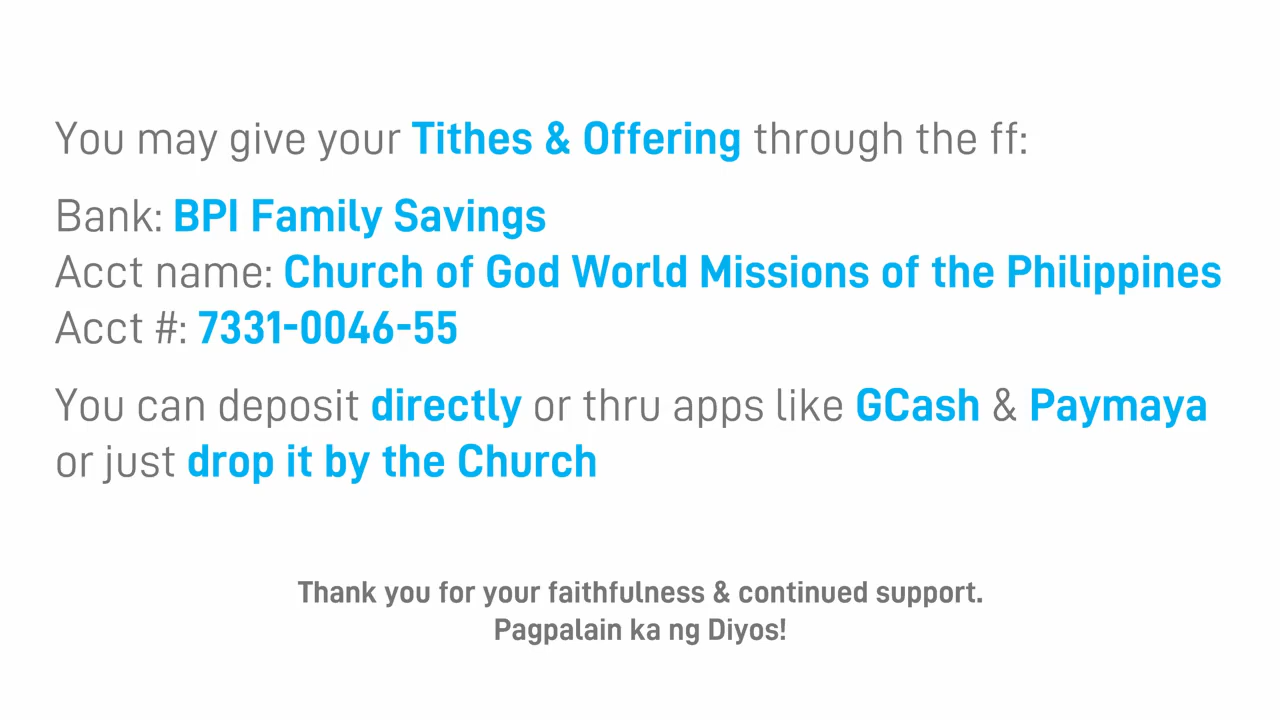 You may give your Tithes & Offering through the ff:
Bank: BPI Family Savings
Acct name: Church of God World Missions of the Philippines
Acct #: 7331-0046-55
You can deposit directly or thru apps like GCash & Paymaya
or just drop it by the Church
Thank you for your faithfulness & continued support.
Pagpalain ka ng Diyos!